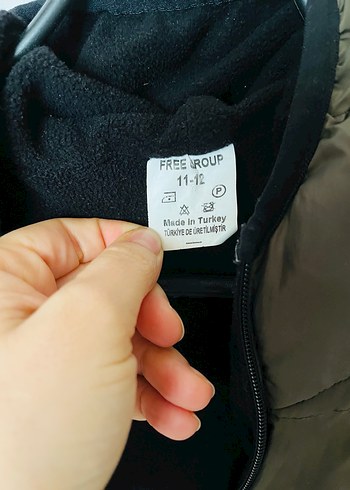 FREE GROUP
11-12
P
Made in Turkey
TÜRKİYE DE ÜRETİLMİŞTİR